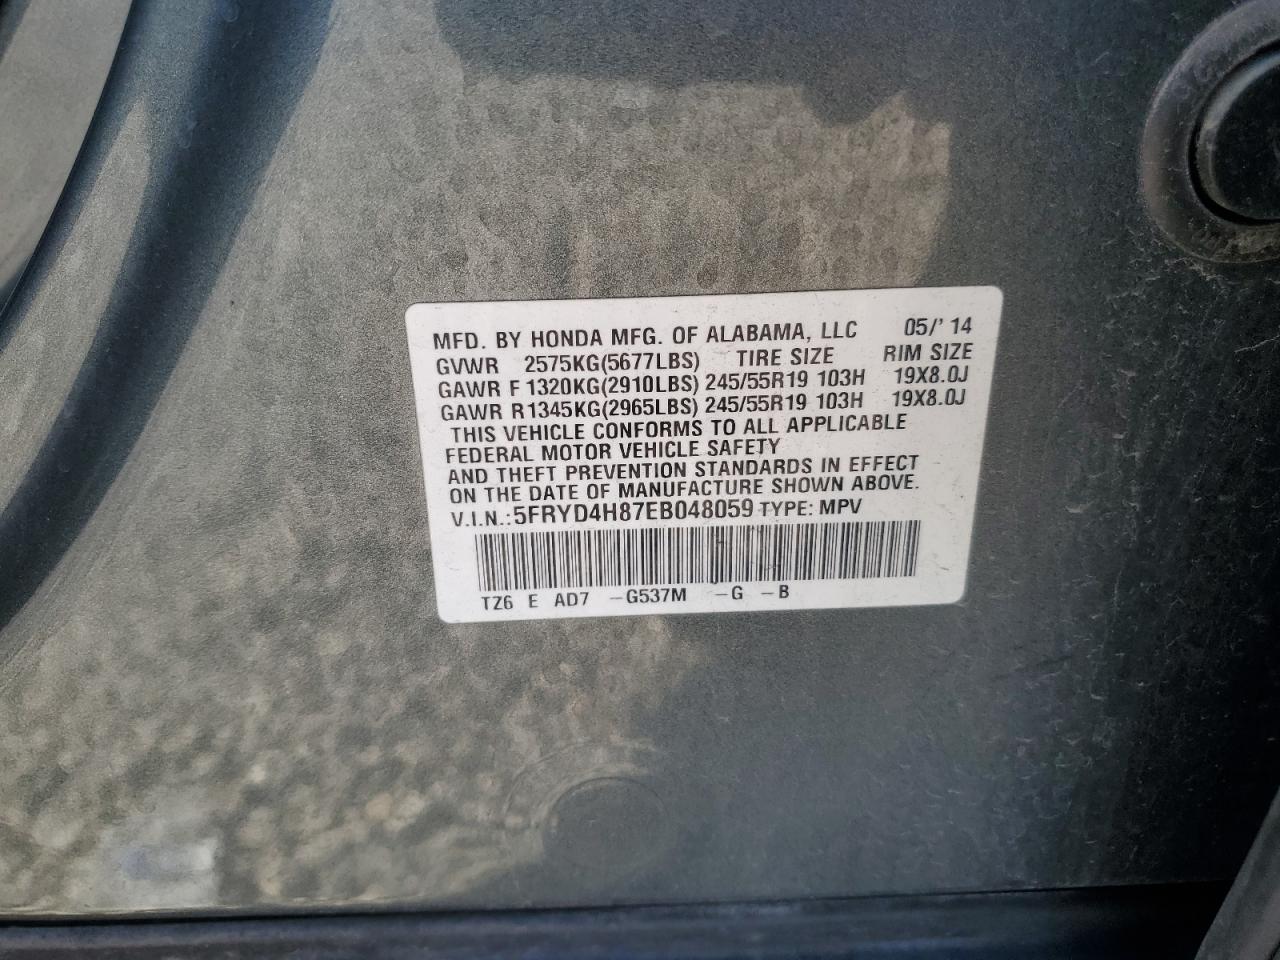 MFD. BY HONDA MFG. OF ALABAMA, LLC 05/'14
GVWR 2575KG(5677LBS) TIRE SIZE RIM SIZE
GAWR F 1320KG(2910LBS) 245/55R19 103H 19X8.0J
GAWR R1345KG(2965LBS) 245/55R19 103H 19X8.0J
THIS VEHICLE CONFORMS TO ALL APPLICABLE
FEDERAL MOTOR VEHICLE SAFETY
AND THEFT PREVENTION STANDARDS IN EFFECT
ON THE DATE OF MANUFACTURE SHOWN ABOVE.
V.I.N.:5FRYD4H87EB048059 TYPE: MPV
TZ6 E AD7 -G537M -G -B